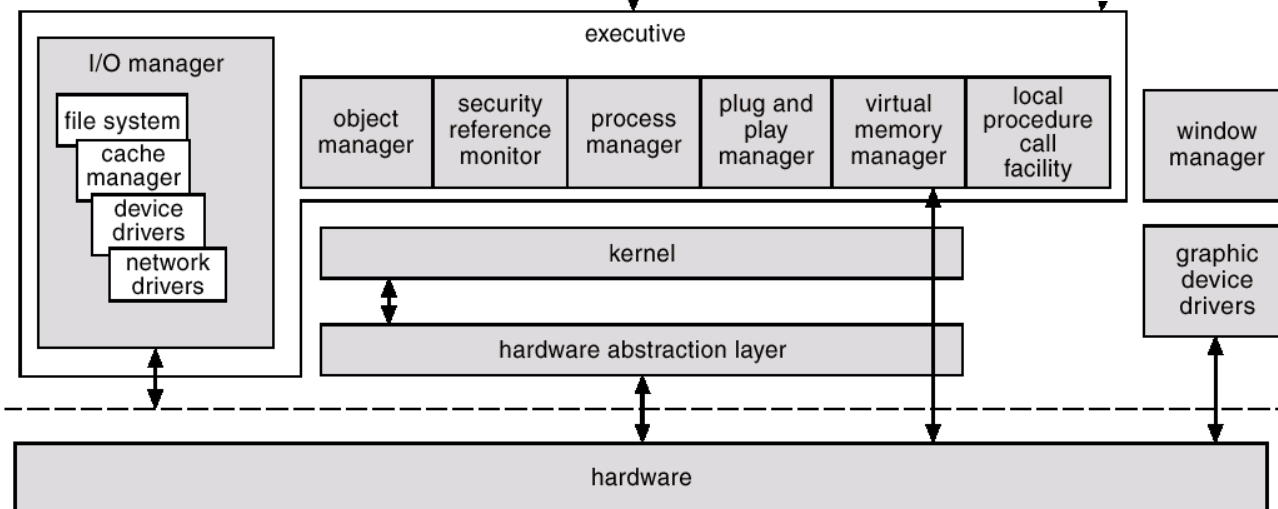 executive
I/O manager
file system
cache
manager
device
drivers
network
drivers
object
manager
security
reference
monitor
process
manager
plug and
play
manager
virtual
memory
manager
local
procedure
call
facility
window
manager
graphic
device
drivers
kernel
hardware abstraction layer
hardware